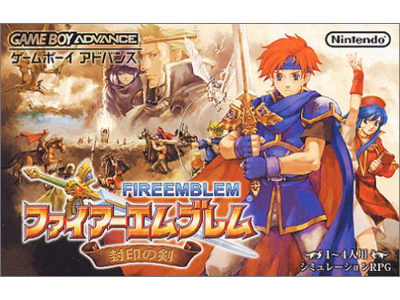 GAME BOY ADVANCE
ゲームボーイ アドバンス
Nintendo
FIRE EMBLEM
ファイアーエムブレム
封印の剣
1~4人用
シミュレーションRPG